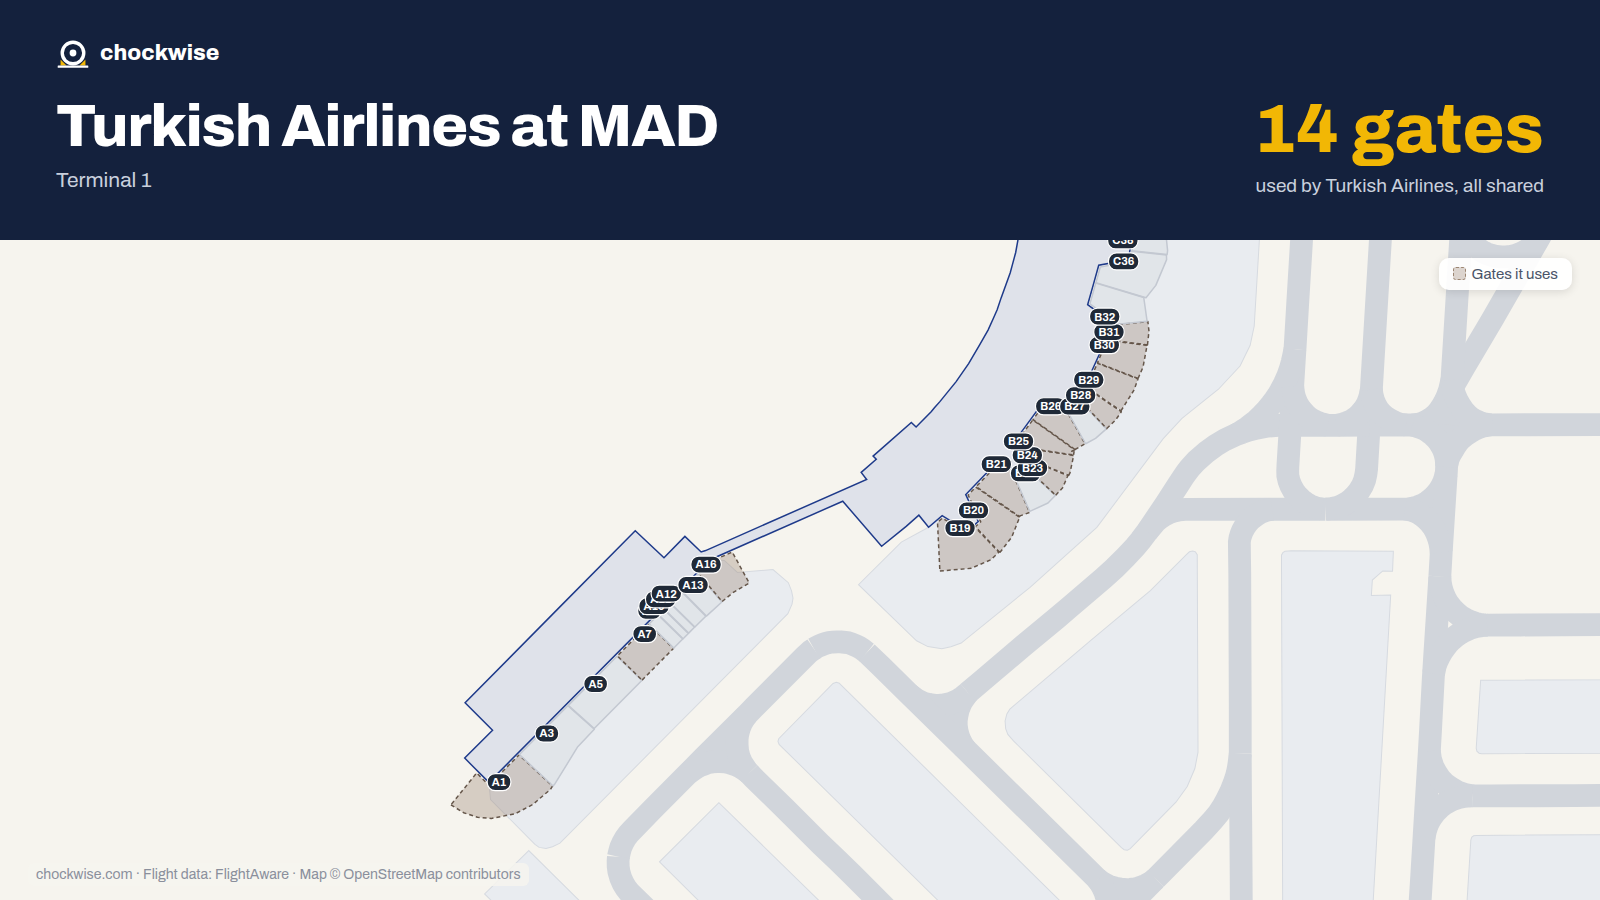 chockwise
Turkish Airlines at MAD
Terminal 1
14 gates
used by Turkish Airlines, all shared
Gates it uses
C36
B32
B31
B30
B29
B28
B26
B27
B25
B24
B23
B21
B20
B19
A16
A13
A12
A7
A5
A3
A1
chockwise.com · Flight data: FlightAware · Map © OpenStreetMap contributors